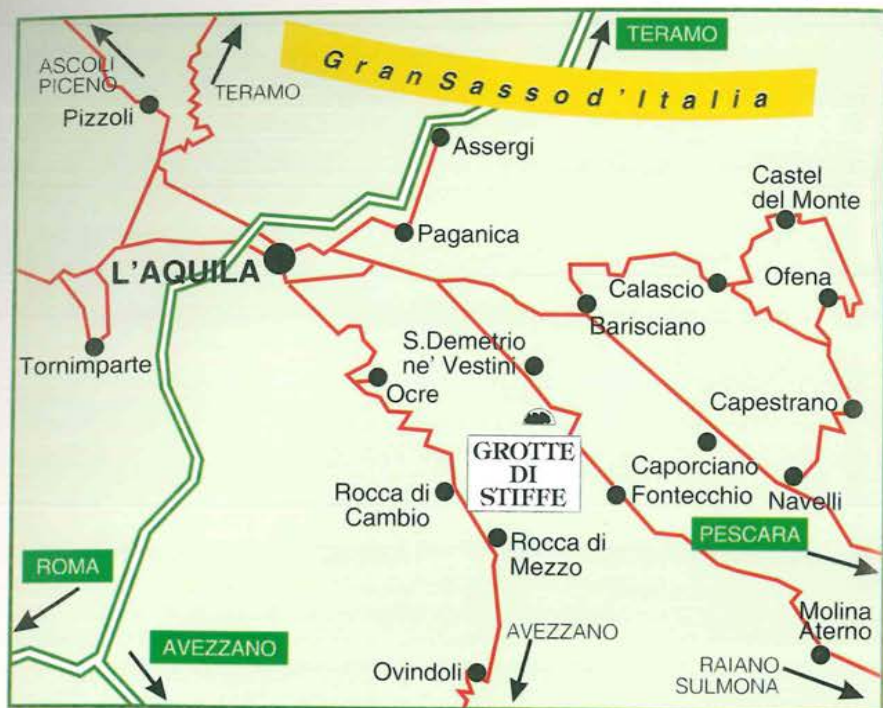 TERAMO
Gran Sasso d'Italia
ASCOLI
PICENO
TERAMO
Pizzoli
Assergi
Castel
del Monte
Paganica
L'AQUILA
Calascio
Ofena
Barisciano
S.Demetrio
ne' Vestini
Tornimparte
Ocre
Capestrano
GROTTE
DI
STIFFE
Caporciano
Rocca di
Cambio
Fontecchio
Navelli
PESCARA
Rocca di
Mezzo
ROMA
AVEZZANO
AVEZZANO
Molina
Aterno
Ovindoli
RAIANO
SULMONA